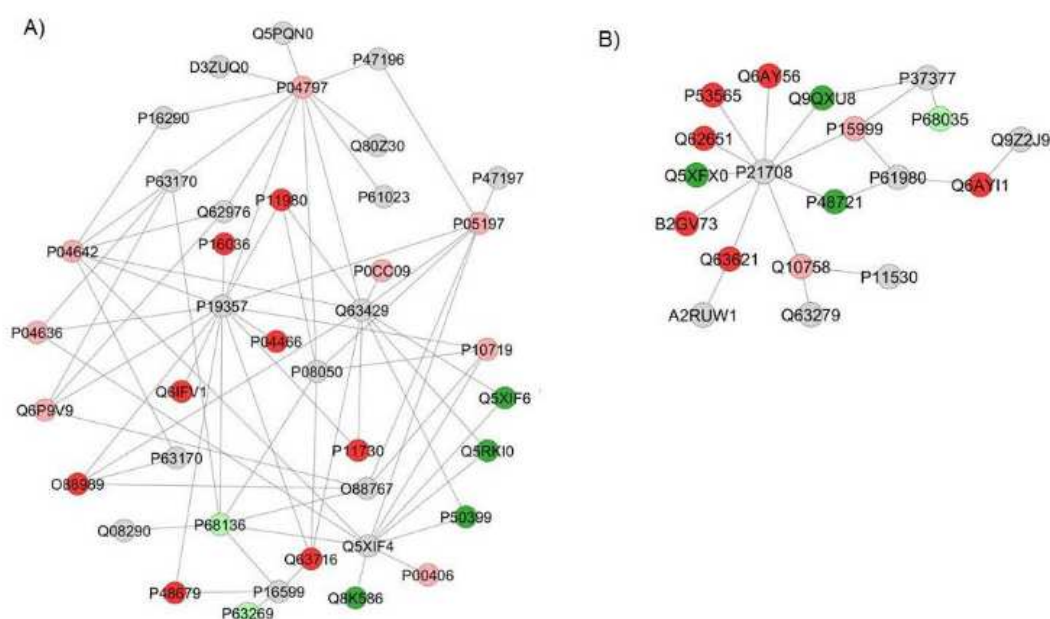 A)
Q5PQN0
D3ZUQ0
P47196
P04797
P16290
Q80Z30
P63170
P61023
P47197
Q62976
P11980
P05197
P04642
P16036
P0CC09
P19357
Q63429
P04636
P04466
P10719
P08050
Q6IFV1
Q5XIF6
Q6P9V9
P11730
Q5RKI0
P63170
O88989
O88767
P50399
Q08290
P68136
Q5XIF4
Q63716
P00406
P48679
P16599
Q8K586
P63269
B)
Q6AY56
P37377
P53565
Q9QXU8
P68035
Q62651
P15999
Q9Z2J9
Q5XFX0
P21708
P61980
Q6AYI1
P48721
B2GV73
Q63621
Q10758
P11530
A2RUW1
Q63279